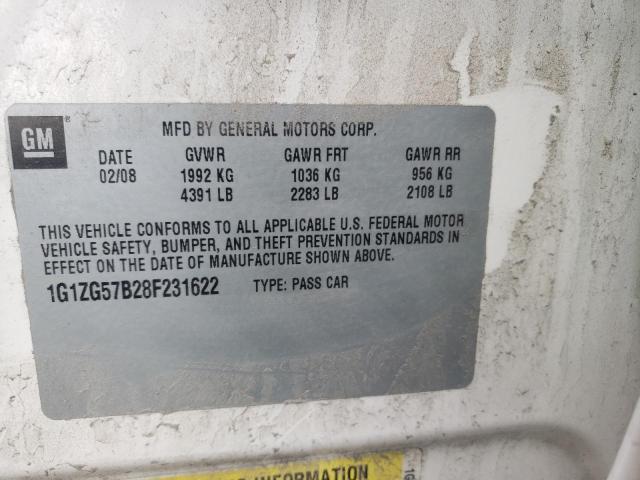 GM
®
MFD BY GENERAL MOTORS CORP.
DATE GVWR GAWR FRT GAWR RR
02/08 1992 KG 1036 KG 956 KG
4391 LB 2283 LB 2108 LB
THIS VEHICLE CONFORMS TO ALL APPLICABLE U.S. FEDERAL MOTOR
VEHICLE SAFETY, BUMPER, AND THEFT PREVENTION STANDARDS IN
EFFECT ON THE DATE OF MANUFACTURE SHOWN ABOVE.
1G1ZG57B28F231622 TYPE: PASS CAR
INFORMATION